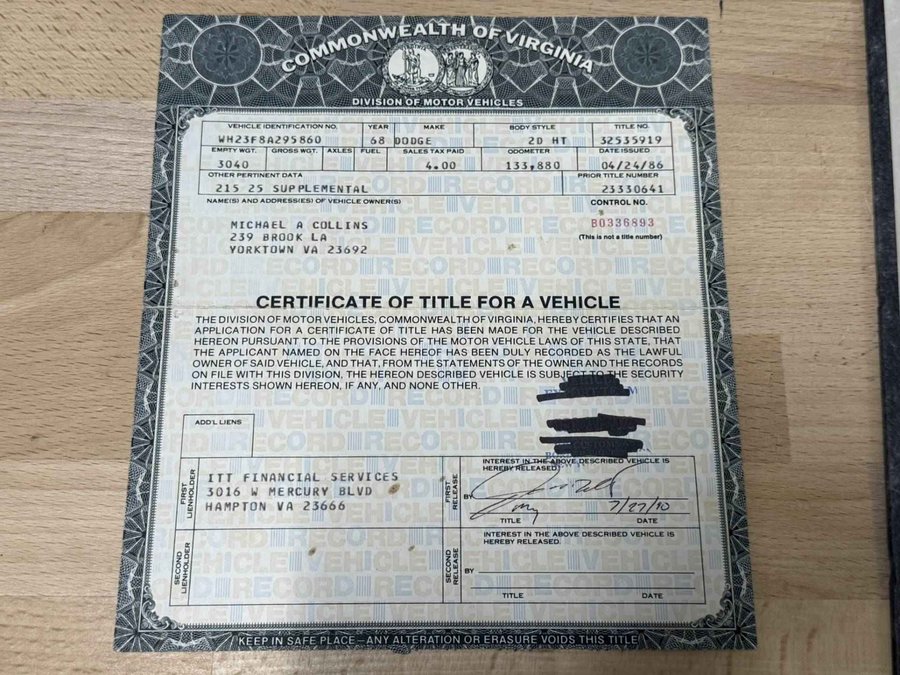 COMMONWEALTH OF VIRGINIA
DIVISION OF MOTOR VEHICLES
VEHICLE IDENTIFICATION NO. YEAR MAKE BODY STYLE TITLE NO.
WH23F8A295860 68 DODGE 2D HT 32535919
EMPTY WGT. GROSS WGT. AXLES FUEL SALES TAX PAID ODOMETER DATE ISSUED
3040 4.00 133,880 04/24/86
OTHER PERTINENT DATA PRIOR TITLE NUMBER
215 25 SUPPLEMENTAL 23330641
NAME(S) AND ADDRESS(ES) OF VEHICLE OWNER(S) CONTROL NO.
MICHAEL A COLLINS B0336893
239 BROOK LA (This is not a title number)
YORKTOWN VA 23692
CERTIFICATE OF TITLE FOR A VEHICLE
THE DIVISION OF MOTOR VEHICLES, COMMONWEALTH OF VIRGINIA, HEREBY CERTIFIES THAT AN
APPLICATION FOR A CERTIFICATE OF TITLE HAS BEEN MADE FOR THE VEHICLE DESCRIBED
HEREON PURSUANT TO THE PROVISIONS OF THE MOTOR VEHICLE LAWS OF THIS STATE, THAT
THE APPLICANT NAMED ON THE FACE HEREOF HAS BEEN DULY RECORDED AS THE LAWFUL
OWNER OF SAID VEHICLE, AND THAT, FROM THE STATEMENTS OF THE OWNER AND THE RECORDS
ON FILE WITH THIS DIVISION, THE HEREON DESCRIBED VEHICLE IS SUBJECT TO THE SECURITY
INTERESTS SHOWN HEREON, IF ANY, AND NONE OTHER.
ADD'L LIENS
FIRST LIENHOLDER
ITT FINANCIAL SERVICES
3016 W MERCURY BLVD
HAMPTON VA 23666
FIRST RELEASE
INTEREST IN THE ABOVE DESCRIBED VEHICLE IS
HEREBY RELEASED.
BY
7/27/90
TITLE DATE
SECOND LIENHOLDER
SECOND RELEASE
INTEREST IN THE ABOVE DESCRIBED VEHICLE IS
HEREBY RELEASED.
BY
TITLE DATE
KEEP IN SAFE PLACE—ANY ALTERATION OR ERASURE VOIDS THIS TITLE